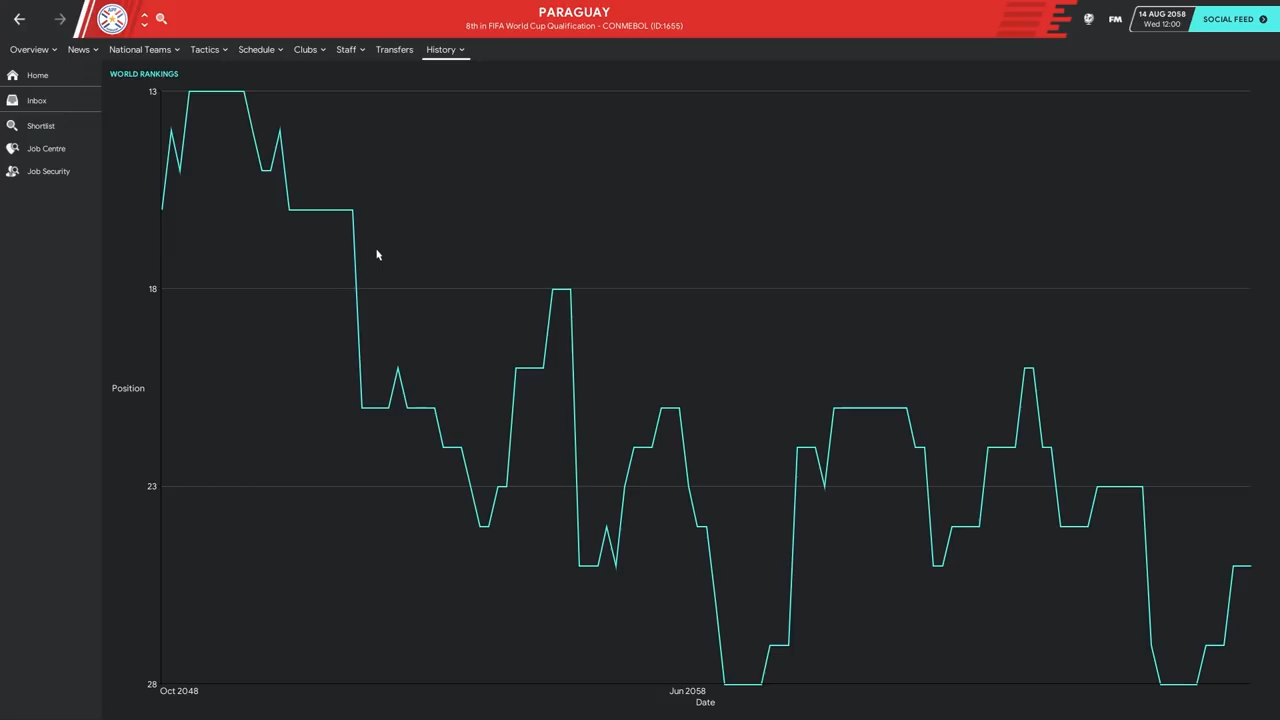 PARAGUAY
8th in FIFA World Cup Qualification - CONMEBOL (ID:1655)
FM
14 AUG 2058
Wed 12:00
SOCIAL FEED
Overview
News
National Teams
Tactics
Schedule
Clubs
Staff
Transfers
History
Home
Inbox
Shortlist
Job Centre
Job Security
WORLD RANKINGS
13
18
Position
23
28
Oct 2048
Jun 2058
Date